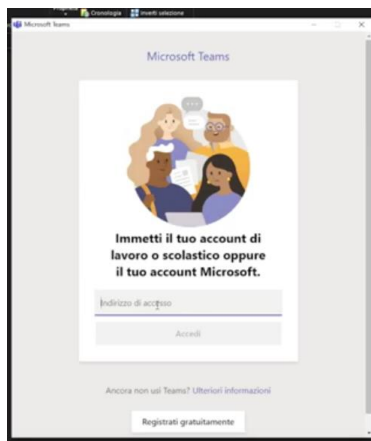 Proprietà
Cronologia
Inverti selezione
Microsoft Teams
Microsoft Teams
Immetti il tuo account di
lavoro o scolastico oppure
il tuo account Microsoft.
Indirizzo di accesso
Accedi
Ancora non usi Teams? Ulteriori informazioni
Registrati gratuitamente